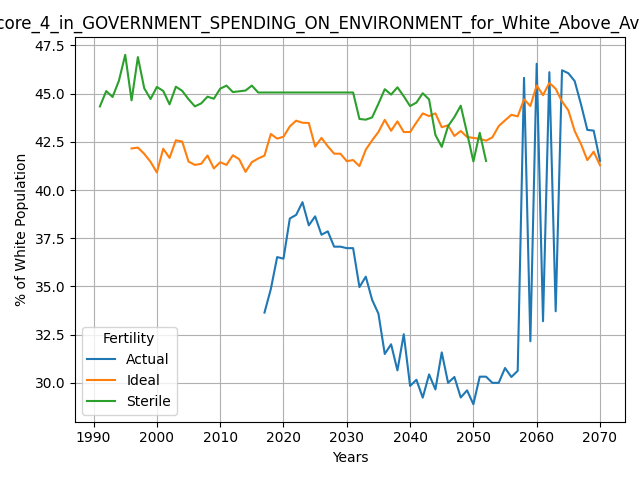 core_4_in_GOVERNMENT_SPENDING_ON_ENVIRONMENT_for_White_Above_Av
47.5
45.0
42.5
40.0
37.5
35.0
32.5
30.0
% of White Population
Fertility
Actual
Ideal
Sterile
1990 2000 2010 2020 2030 2040 2050 2060 2070
Years